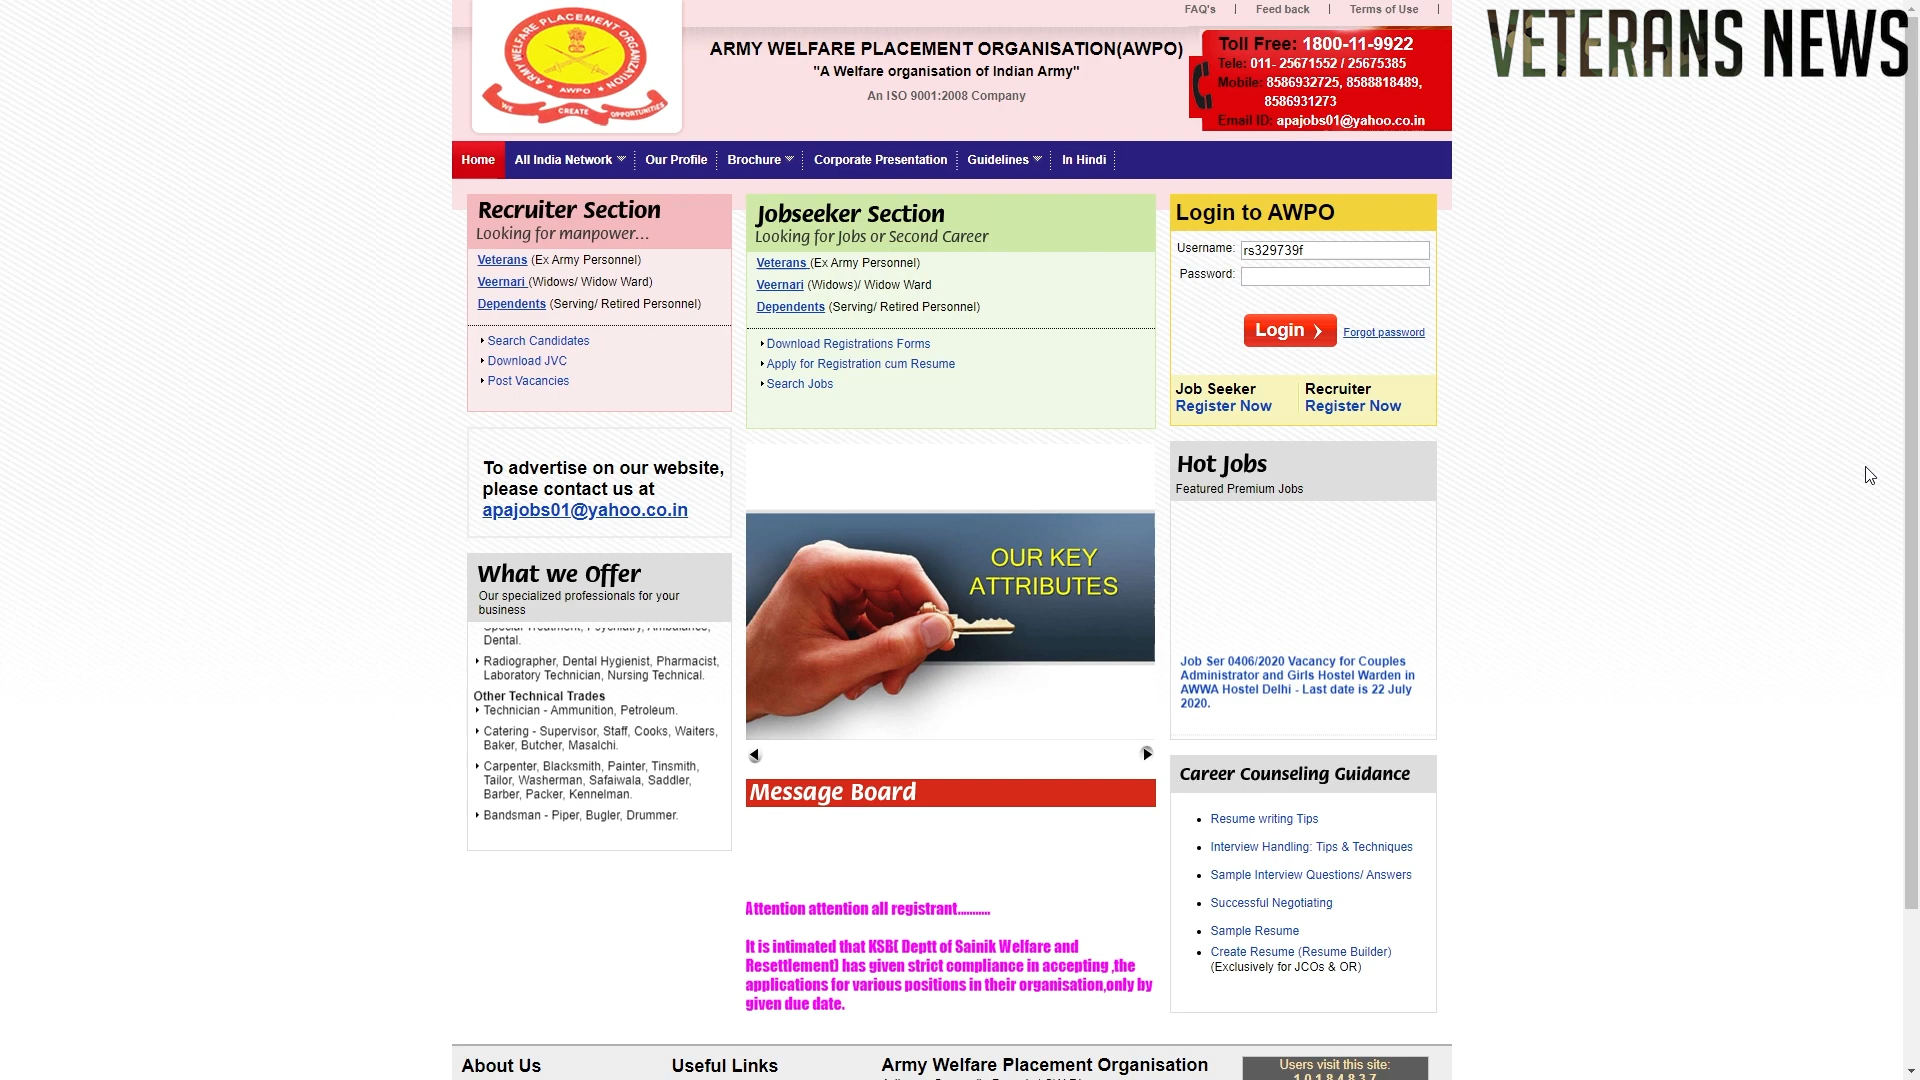 FAQ's | Feed back | Terms of Use |
VETERANS NEWS
ARMY WELFARE PLACEMENT ORGANIZATION
AWPO
WE CREATE OPPORTUNITIES
ARMY WELFARE PLACEMENT ORGANISATION(AWPO)
"A Welfare organisation of Indian Army"
An ISO 9001:2008 Company
Toll Free: 1800-11-9922
Tele: 011- 25671552 / 25675385
Mobile: 8586932725, 8588818489,
8586931273
Email ID: apajobs01@yahoo.co.in
Home All India Network Our Profile Brochure Corporate Presentation Guidelines In Hindi
Recruiter Section
Looking for manpower...
Veterans (Ex Army Personnel)
Veernari (Widows/ Widow Ward)
Dependents (Serving/ Retired Personnel)
Search Candidates
Download JVC
Post Vacancies
To advertise on our website,
please contact us at
apajobs01@yahoo.co.in
What we Offer
Our specialized professionals for your
business
Special Treatment, Psychiatry, Ambulance,
Dental.
Radiographer, Dental Hygienist, Pharmacist,
Laboratory Technician, Nursing Technical.
Other Technical Trades
Technician - Ammunition, Petroleum.
Catering - Supervisor, Staff, Cooks, Waiters,
Baker, Butcher, Masalchi.
Carpenter, Blacksmith, Painter, Tinsmith,
Tailor, Washerman, Safaiwala, Saddler,
Barber, Packer, Kennelman.
Bandsman - Piper, Bugler, Drummer.
Jobseeker Section
Looking for Jobs or Second Career
Veterans (Ex Army Personnel)
Veernari (Widows)/ Widow Ward
Dependents (Serving/ Retired Personnel)
Download Registrations Forms
Apply for Registration cum Resume
Search Jobs
OUR KEY
ATTRIBUTES
Message Board
Attention attention all registrant..........
It is intimated that KSB( Deptt of Sainik Welfare and
Resettlement) has given strict compliance in accepting ,the
applications for various positions in their organisation,only by
given due date.
Login to AWPO
Username: rs329739f
Password:
Login Forgot password
Job Seeker Recruiter
Register Now Register Now
Hot Jobs
Featured Premium Jobs
Job Ser 0406/2020 Vacancy for Couples
Administrator and Girls Hostel Warden in
AWWA Hostel Delhi - Last date is 22 July
2020.
Career Counseling Guidance
Resume writing Tips
Interview Handling: Tips & Techniques
Sample Interview Questions/ Answers
Successful Negotiating
Sample Resume
Create Resume (Resume Builder)
(Exclusively for JCOs & OR)
About Us Useful Links Army Welfare Placement Organisation Users visit this site: